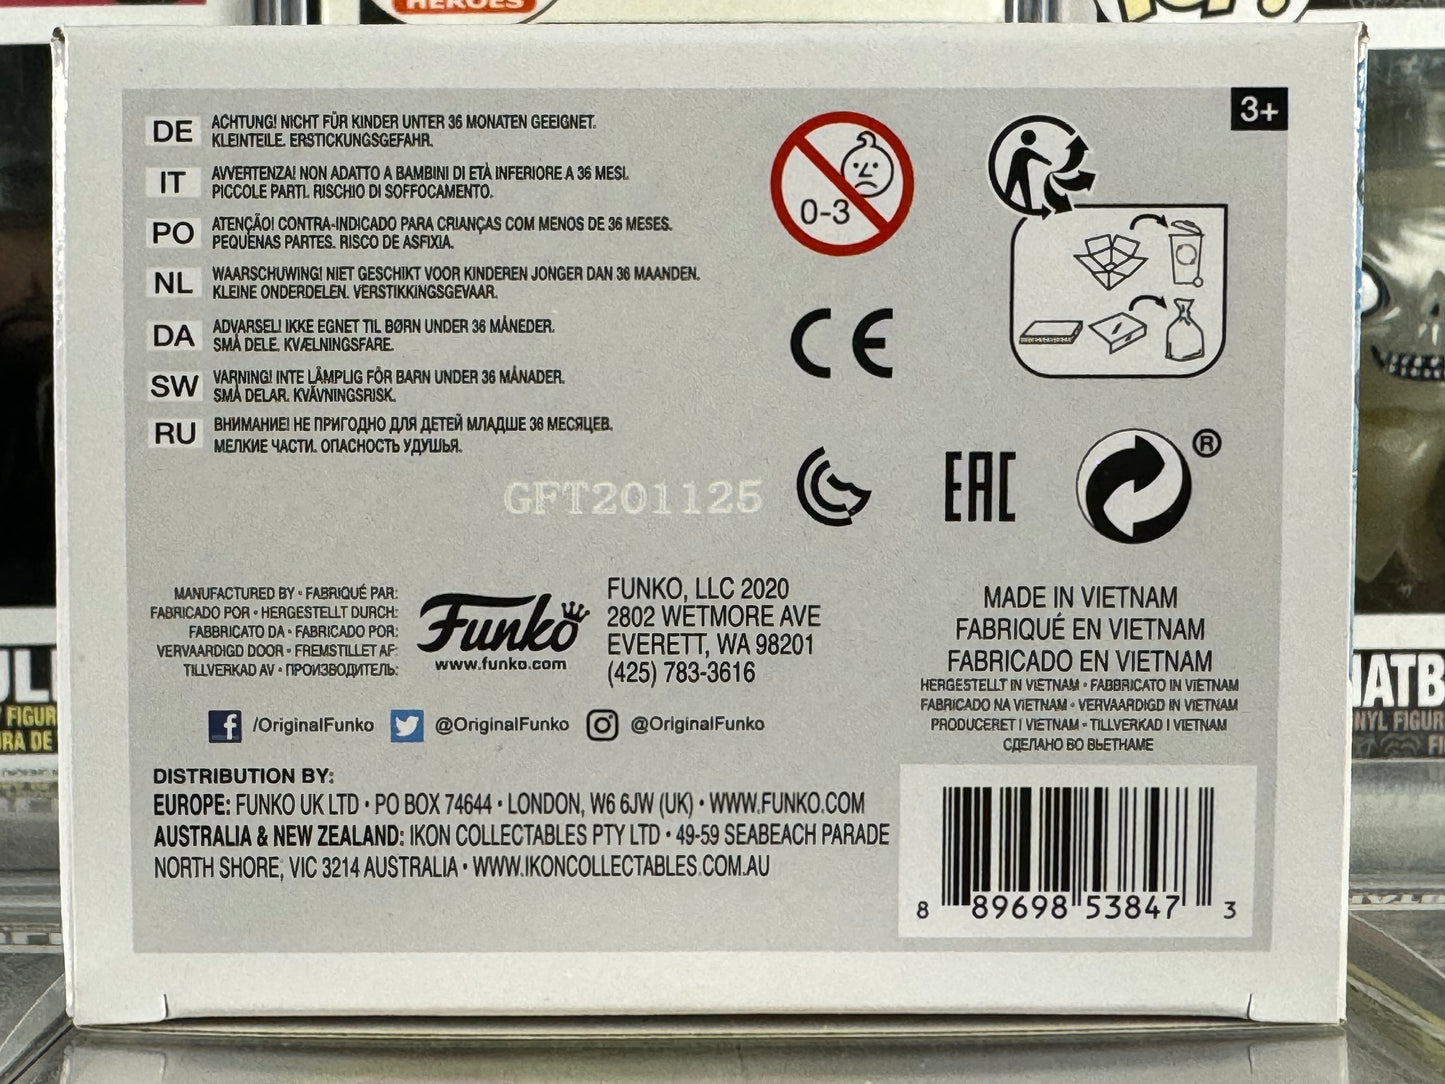 HEROES
3+
DE ACHTUNG! NICHT FÜR KINDER UNTER 36 MONATEN GEEIGNET.
KLEINTEILE. ERSTICKUNGSGEFAHR.
IT AVVERTENZA! NON ADATTO A BAMBINI DI ETÀ INFERIORE A 36 MESI.
PICCOLE PARTI. RISCHIO DI SOFFOCAMENTO.
PO ATENÇÃO! CONTRA-INDICADO PARA CRIANÇAS COM MENOS DE 36 MESES.
PEQUENAS PARTES. RISCO DE ASFIXIA.
NL WAARSCHUWING! NIET GESCHIKT VOOR KINDEREN JONGER DAN 36 MAANDEN.
KLEINE ONDERDELEN. VERSTIKKINGSGEVAAR.
DA ADVARSEL! IKKE EGNET TIL BØRN UNDER 36 MÅNEDER.
SMÅ DELE. KVÆLNINGSFARE.
SW VARNING! INTE LÄMPLIG FÖR BARN UNDER 36 MÅNADER.
SMÅ DELAR. KVÄVNINGSRISK.
RU ВНИМАНИЕ! НЕ ПРИГОДНО ДЛЯ ДЕТЕЙ МЛАДШЕ 36 МЕСЯЦЕВ.
МЕЛКИЕ ЧАСТИ. ОПАСНОСТЬ УДУШЬЯ.
0-3
CE
GFT201125
EAC
®
MANUFACTURED BY • FABRIQUÉ PAR:
FABRICADO POR • HERGESTELLT DURCH:
FABBRICATO DA • FABRICADO POR:
VERVAARDIGD DOOR • FREMSTILLET AF:
TILLVERKAD AV • ПРОИЗВОДИТЕЛЬ:
Funko
www.funko.com
FUNKO, LLC 2020
2802 WETMORE AVE
EVERETT, WA 98201
(425) 783-3616
MADE IN VIETNAM
FABRIQUÉ EN VIETNAM
FABRICADO EN VIETNAM
HERGESTELLT IN VIETNAM • FABBRICATO IN VIETNAM
FABRICADO NA VIETNAM • VERVAARDIGD IN VIETNAM
PRODUCERET I VIETNAM • TILLVERKAD I VIETNAM
СДЕЛАНО ВО ВЬЕТНАМЕ
/OriginalFunko @OriginalFunko @OriginalFunko
DISTRIBUTION BY:
EUROPE: FUNKO UK LTD • PO BOX 74644 • LONDON, W6 6JW (UK) • WWW.FUNKO.COM
AUSTRALIA & NEW ZEALAND: IKON COLLECTABLES PTY LTD • 49-59 SEABEACH PARADE
NORTH SHORE, VIC 3214 AUSTRALIA • WWW.IKONCOLLECTABLES.COM.AU
8 89698 53847 3